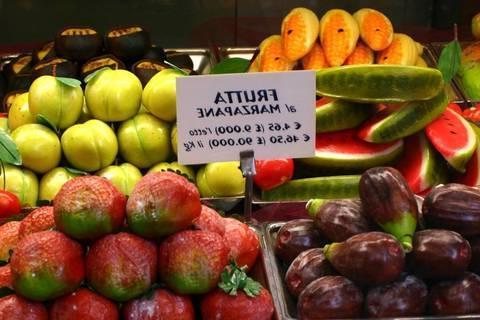 FRUTTA
al MARZAPANE
€ 4,65 (£ 9.000) l'etto
€ 46,50 (£ 90.000) il Kg